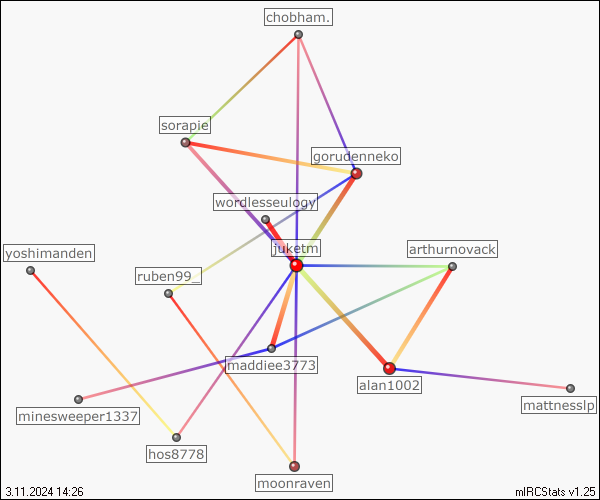 chobham.
sorapie
gorudenneko
wordlesseulogy
juketm
arthurnovack
yoshimanden
ruben99_
maddiee3773
alan1002
minesweeper1337
mattnesslp
hos8778
moonraven
3.11.2024 14:26
mIRCStats v1.25